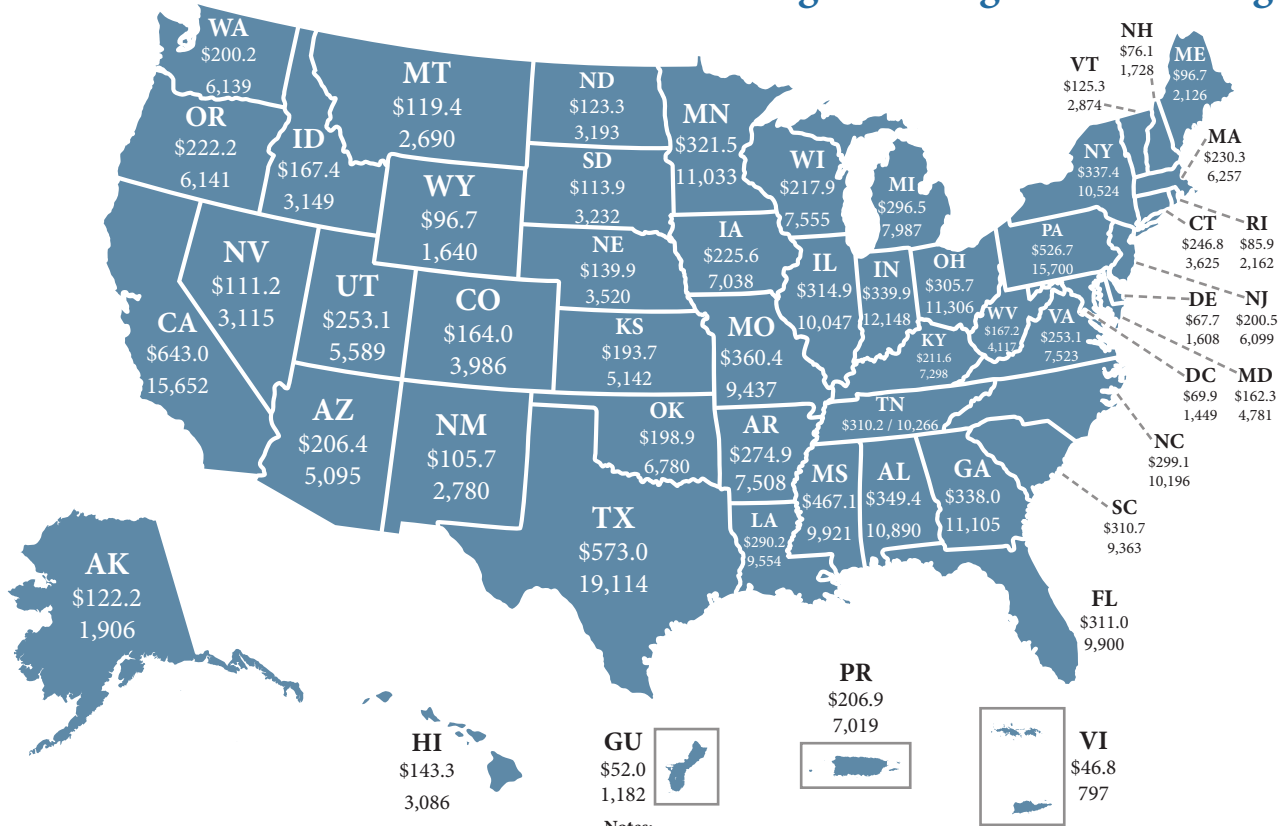 WA
$200.2
6,139
OR
$222.2
6,141
ID
$167.4
3,149
MT
$119.4
2,690
WY
$96.7
1,640
ND
$123.3
3,193
SD
$113.9
3,232
NE
$139.9
3,520
MN
$321.5
11,033
IA
$225.6
7,038
WI
$217.9
7,555
MI
$296.5
7,987
NV
$111.2
3,115
CA
$643.0
15,652
UT
$253.1
5,589
CO
$164.0
3,986
KS
$193.7
5,142
MO
$360.4
9,437
IL
$314.9
10,047
IN
$339.9
12,148
OH
$305.7
11,306
KY
$211.6
7,298
WV
$167.2
4,117
VA
$253.1
7,523
PA
$526.7
15,700
NY
$337.4
10,524
VT
$125.3
2,874
NH
$76.1
1,728
ME
$96.7
2,126
MA
$230.3
6,257
CT
$246.8
3,625
RI
$85.9
2,162
DE
$67.7
1,608
NJ
$200.5
6,099
DC
$69.9
1,449
MD
$162.3
4,781
NC
$299.1
10,196
SC
$310.7
9,363
AZ
$206.4
5,095
NM
$105.7
2,780
OK
$198.9
6,780
AR
$274.9
7,508
TN
$310.2 / 10,266
MS
$467.1
9,921
AL
$349.4
10,890
GA
$338.0
11,105
TX
$573.0
19,114
LA
$290.2
9,554
FL
$311.0
9,900
AK
$122.2
1,906
HI
$143.3
3,086
GU
$52.0
1,182
PR
$206.9
7,019
VI
$46.8
797